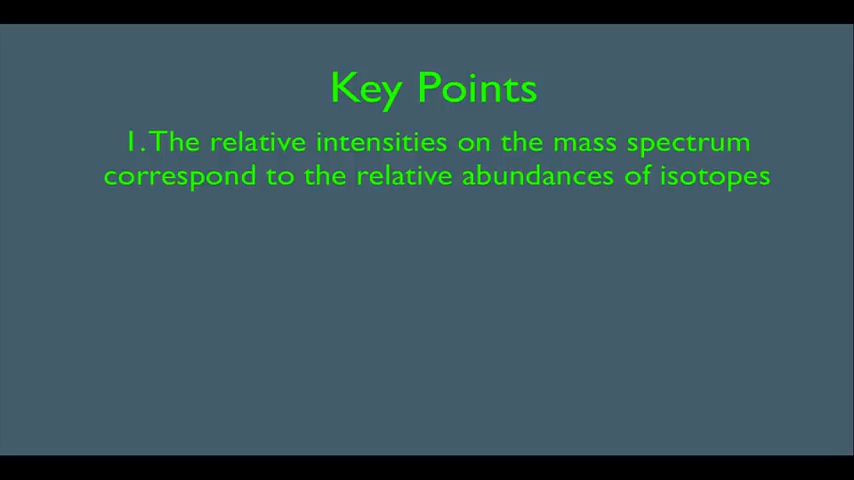 Key Points
1. The relative intensities on the mass spectrum
correspond to the relative abundances of isotopes